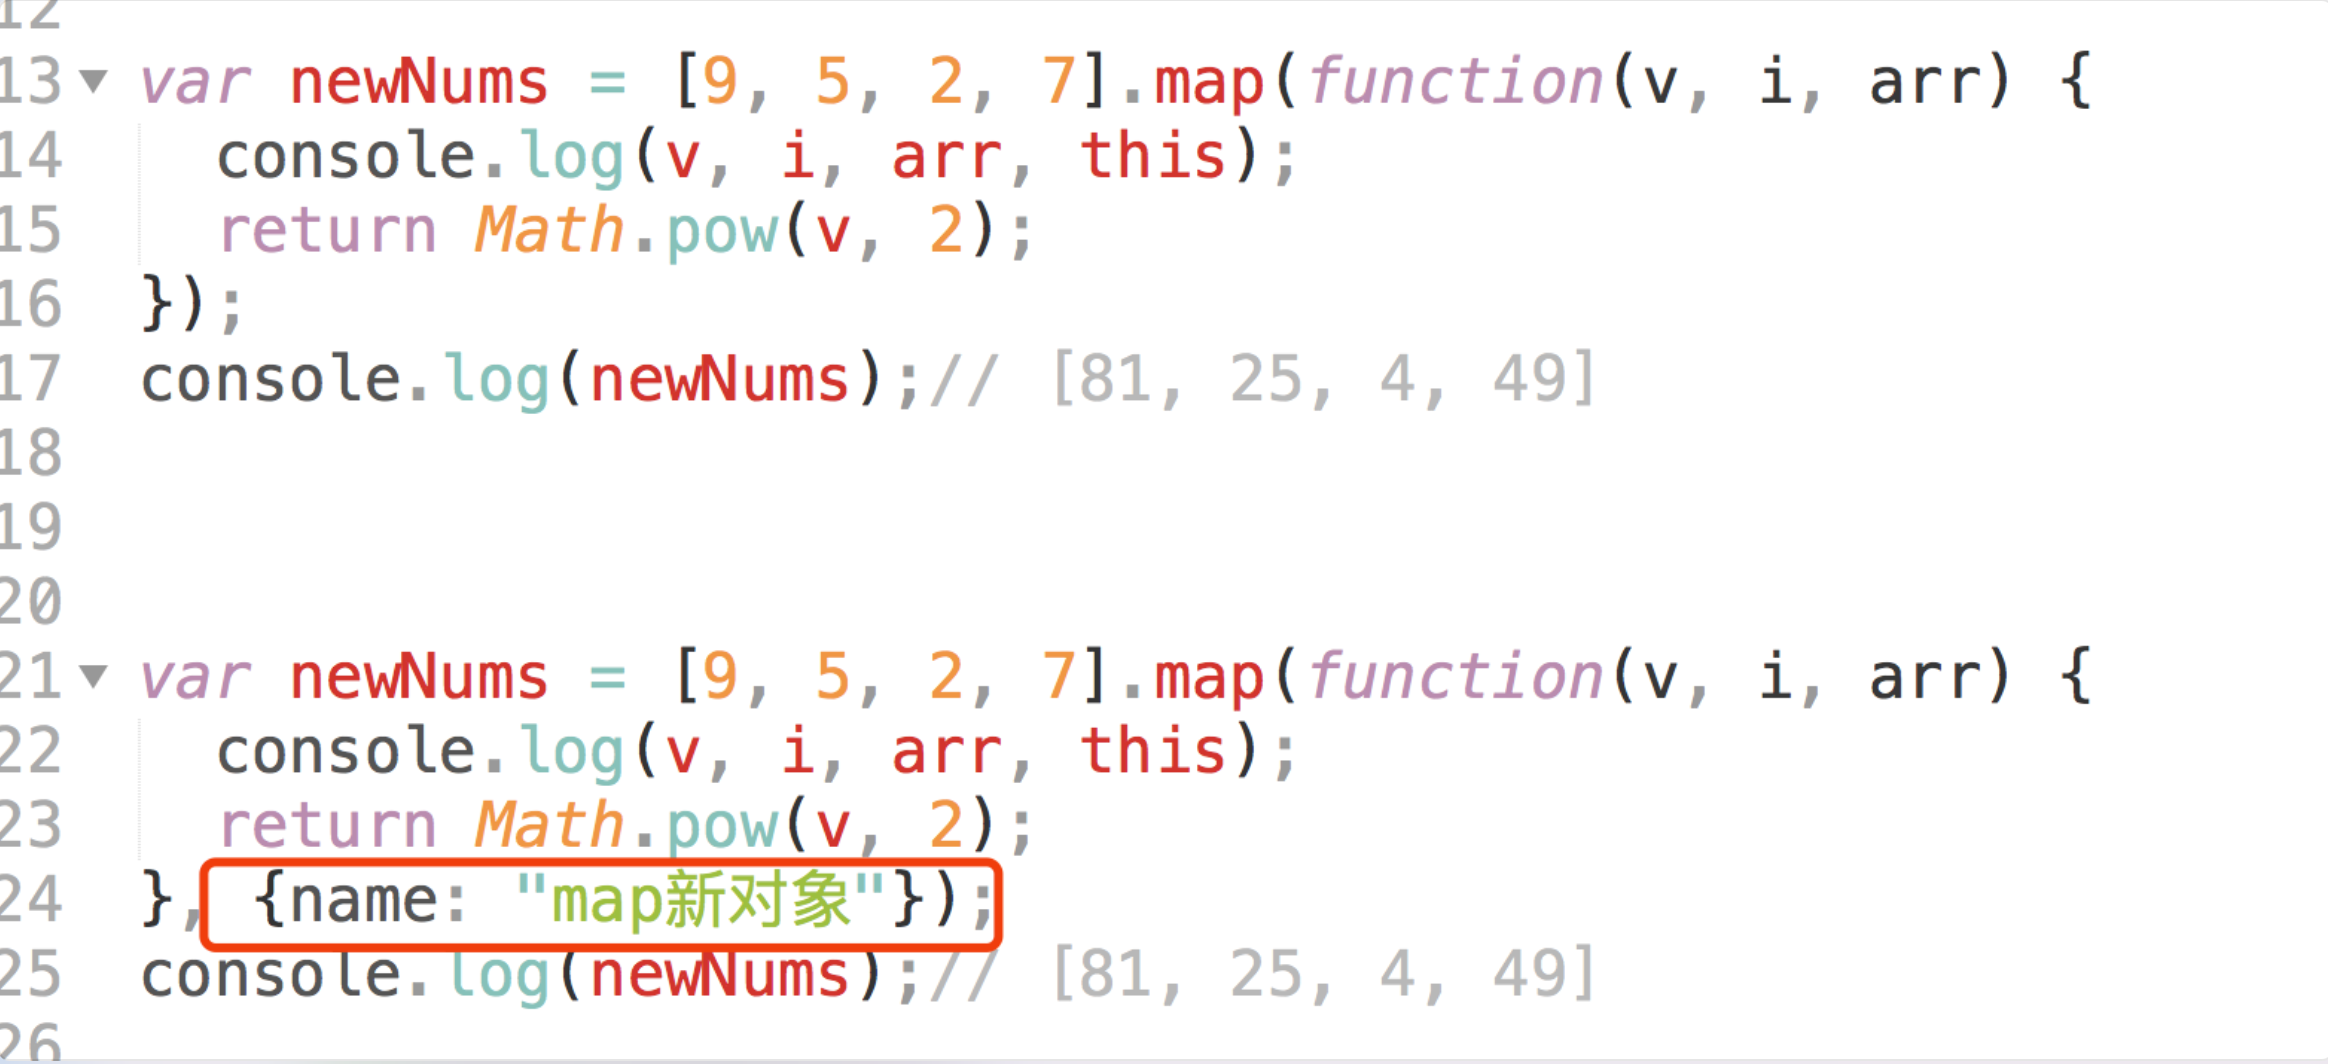 12
13 var newNums = [9, 5, 2, 7].map(function(v, i, arr) {
14 console.log(v, i, arr, this);
15 return Math.pow(v, 2);
16 });
17 console.log(newNums);// [81, 25, 4, 49]
18
19
20
21 var newNums = [9, 5, 2, 7].map(function(v, i, arr) {
22 console.log(v, i, arr, this);
23 return Math.pow(v, 2);
24 }, {name: "map新对象"});
25 console.log(newNums);// [81, 25, 4, 49]
26